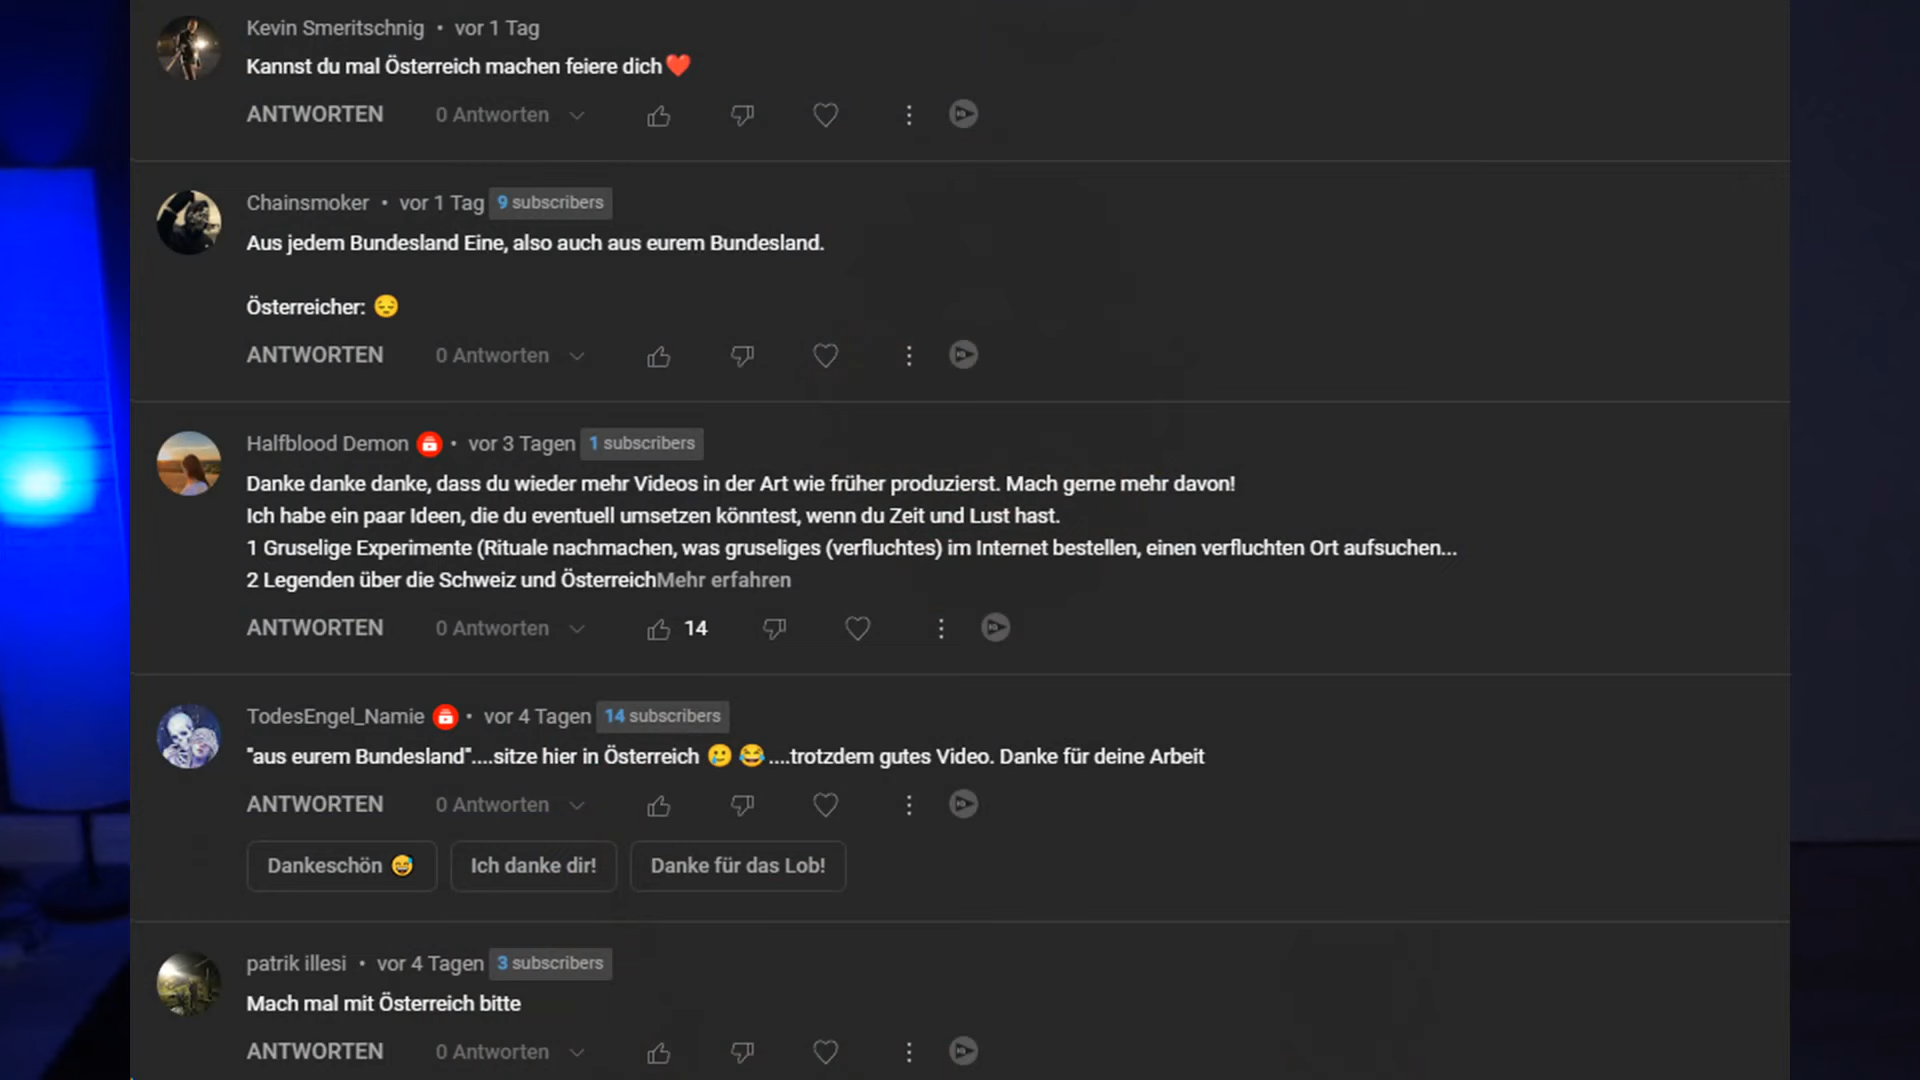 Kevin Smeritschnig • vor 1 Tag
Kannst du mal Österreich machen feiere dich❤️
ANTWORTEN 0 Antworten
Chainsmoker • vor 1 Tag 9 subscribers
Aus jedem Bundesland Eine, also auch aus eurem Bundesland.
Österreicher: 😔
ANTWORTEN 0 Antworten
Halfblood Demon • vor 3 Tagen 1 subscribers
Danke danke danke, dass du wieder mehr Videos in der Art wie früher produzierst. Mach gerne mehr davon!
Ich habe ein paar Ideen, die du eventuell umsetzen könntest, wenn du Zeit und Lust hast.
1 Gruselige Experimente (Rituale nachmachen, was gruseliges (verfluchtes) im Internet bestellen, einen verfluchten Ort aufsuchen...
2 Legenden über die Schweiz und ÖsterreichMehr erfahren
ANTWORTEN 0 Antworten 14
TodesEngel_Namie • vor 4 Tagen 14 subscribers
"aus eurem Bundesland"....sitze hier in Österreich 🥲 😂 ....trotzdem gutes Video. Danke für deine Arbeit
ANTWORTEN 0 Antworten
Dankeschön 😅 Ich danke dir! Danke für das Lob!
patrik illesi • vor 4 Tagen 3 subscribers
Mach mal mit Österreich bitte
ANTWORTEN 0 Antworten